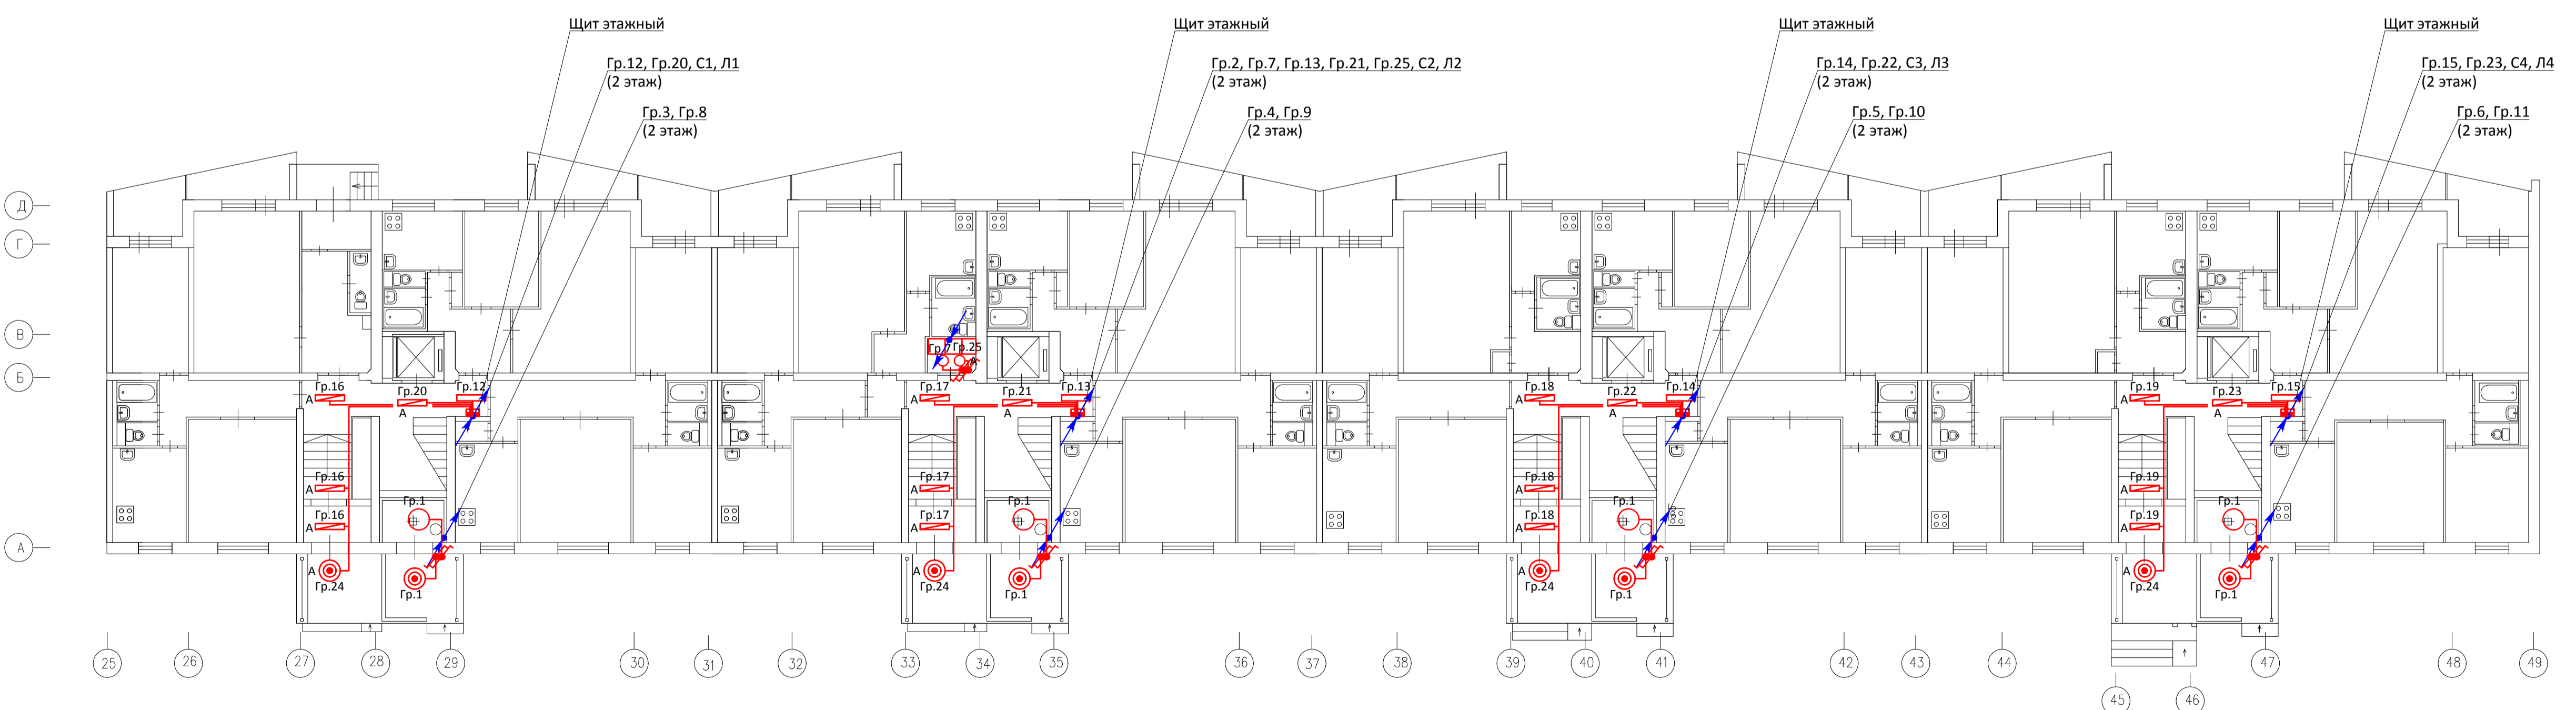 Щит этажный
Щит этажный
Щит этажный
Щит этажный
Гр.12, Гр.20, С1, Л1
(2 этаж)
Гр.2, Гр.7, Гр.13, Гр.21, Гр.25, С2, Л2
(2 этаж)
Гр.14, Гр.22, С3, Л3
(2 этаж)
Гр.15, Гр.23, С4, Л4
(2 этаж)
Гр.3, Гр.8
(2 этаж)
Гр.4, Гр.9
(2 этаж)
Гр.5, Гр.10
(2 этаж)
Гр.6, Гр.11
(2 этаж)
Д
Г
В
Б
А
Гр.7 Гр.25
А
Гр.16
А
Гр.20
А
Гр.12
Гр.17
А
Гр.21
А
Гр.13
Гр.18
А
Гр.22
А
Гр.14
Гр.19
А
Гр.23
А
Гр.15
Гр.16
А
Гр.17
А
Гр.18
А
Гр.19
А
Гр.16
А
Гр.1
Гр.17
А
Гр.1
Гр.18
А
Гр.1
Гр.19
А
Гр.1
А
Гр.24
Гр.1
А
Гр.24
Гр.1
А
Гр.24
Гр.1
А
Гр.24
Гр.1
25 26 27 28 29 30 31 32 33 34 35 36 37 38 39 40 41 42 43 44 47 48 49
45 46